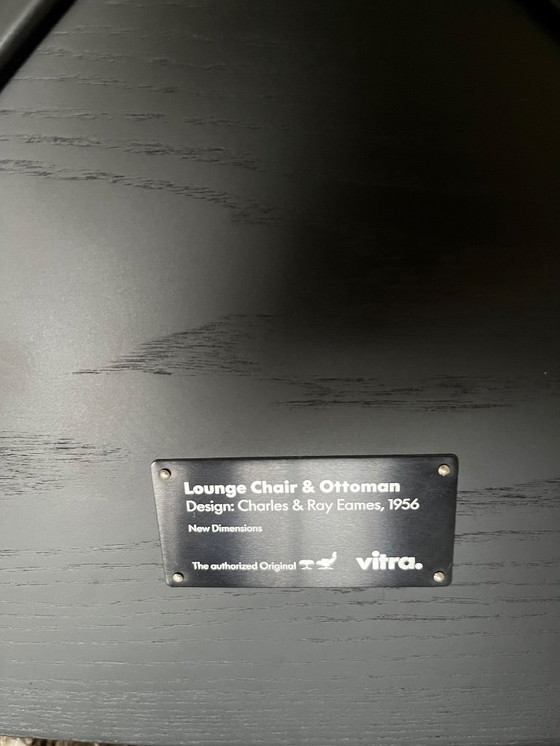 Lounge Chair & Ottoman
Design: Charles & Ray Eames, 1956
New Dimensions
The authorized Original vitra.